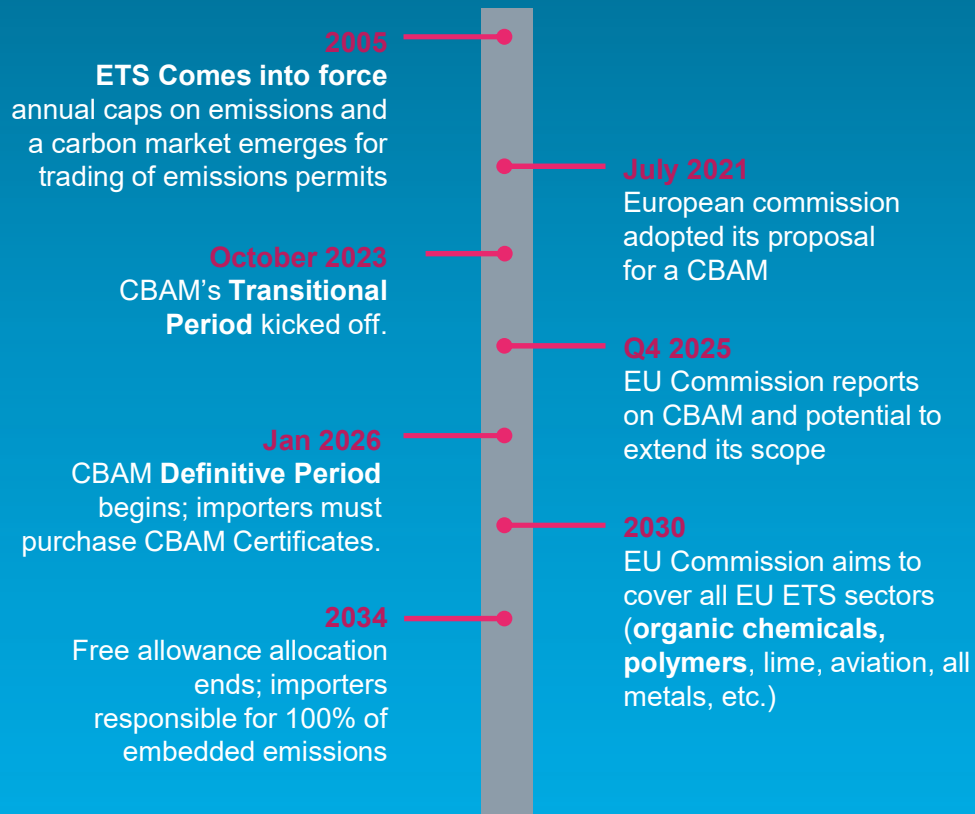 2005
ETS Comes into force
annual caps on emissions and
a carbon market emerges for
trading of emissions permits
July 2021
European commission
adopted its proposal
for a CBAM
October 2023
CBAM’s Transitional
Period kicked off.
Q4 2025
EU Commission reports
on CBAM and potential to
extend its scope
Jan 2026
CBAM Definitive Period
begins; importers must
purchase CBAM Certificates.
2030
EU Commission aims to
cover all EU ETS sectors
(organic chemicals,
polymers, lime, aviation, all
metals, etc.)
2034
Free allowance allocation
ends; importers
responsible for 100% of
embedded emissions